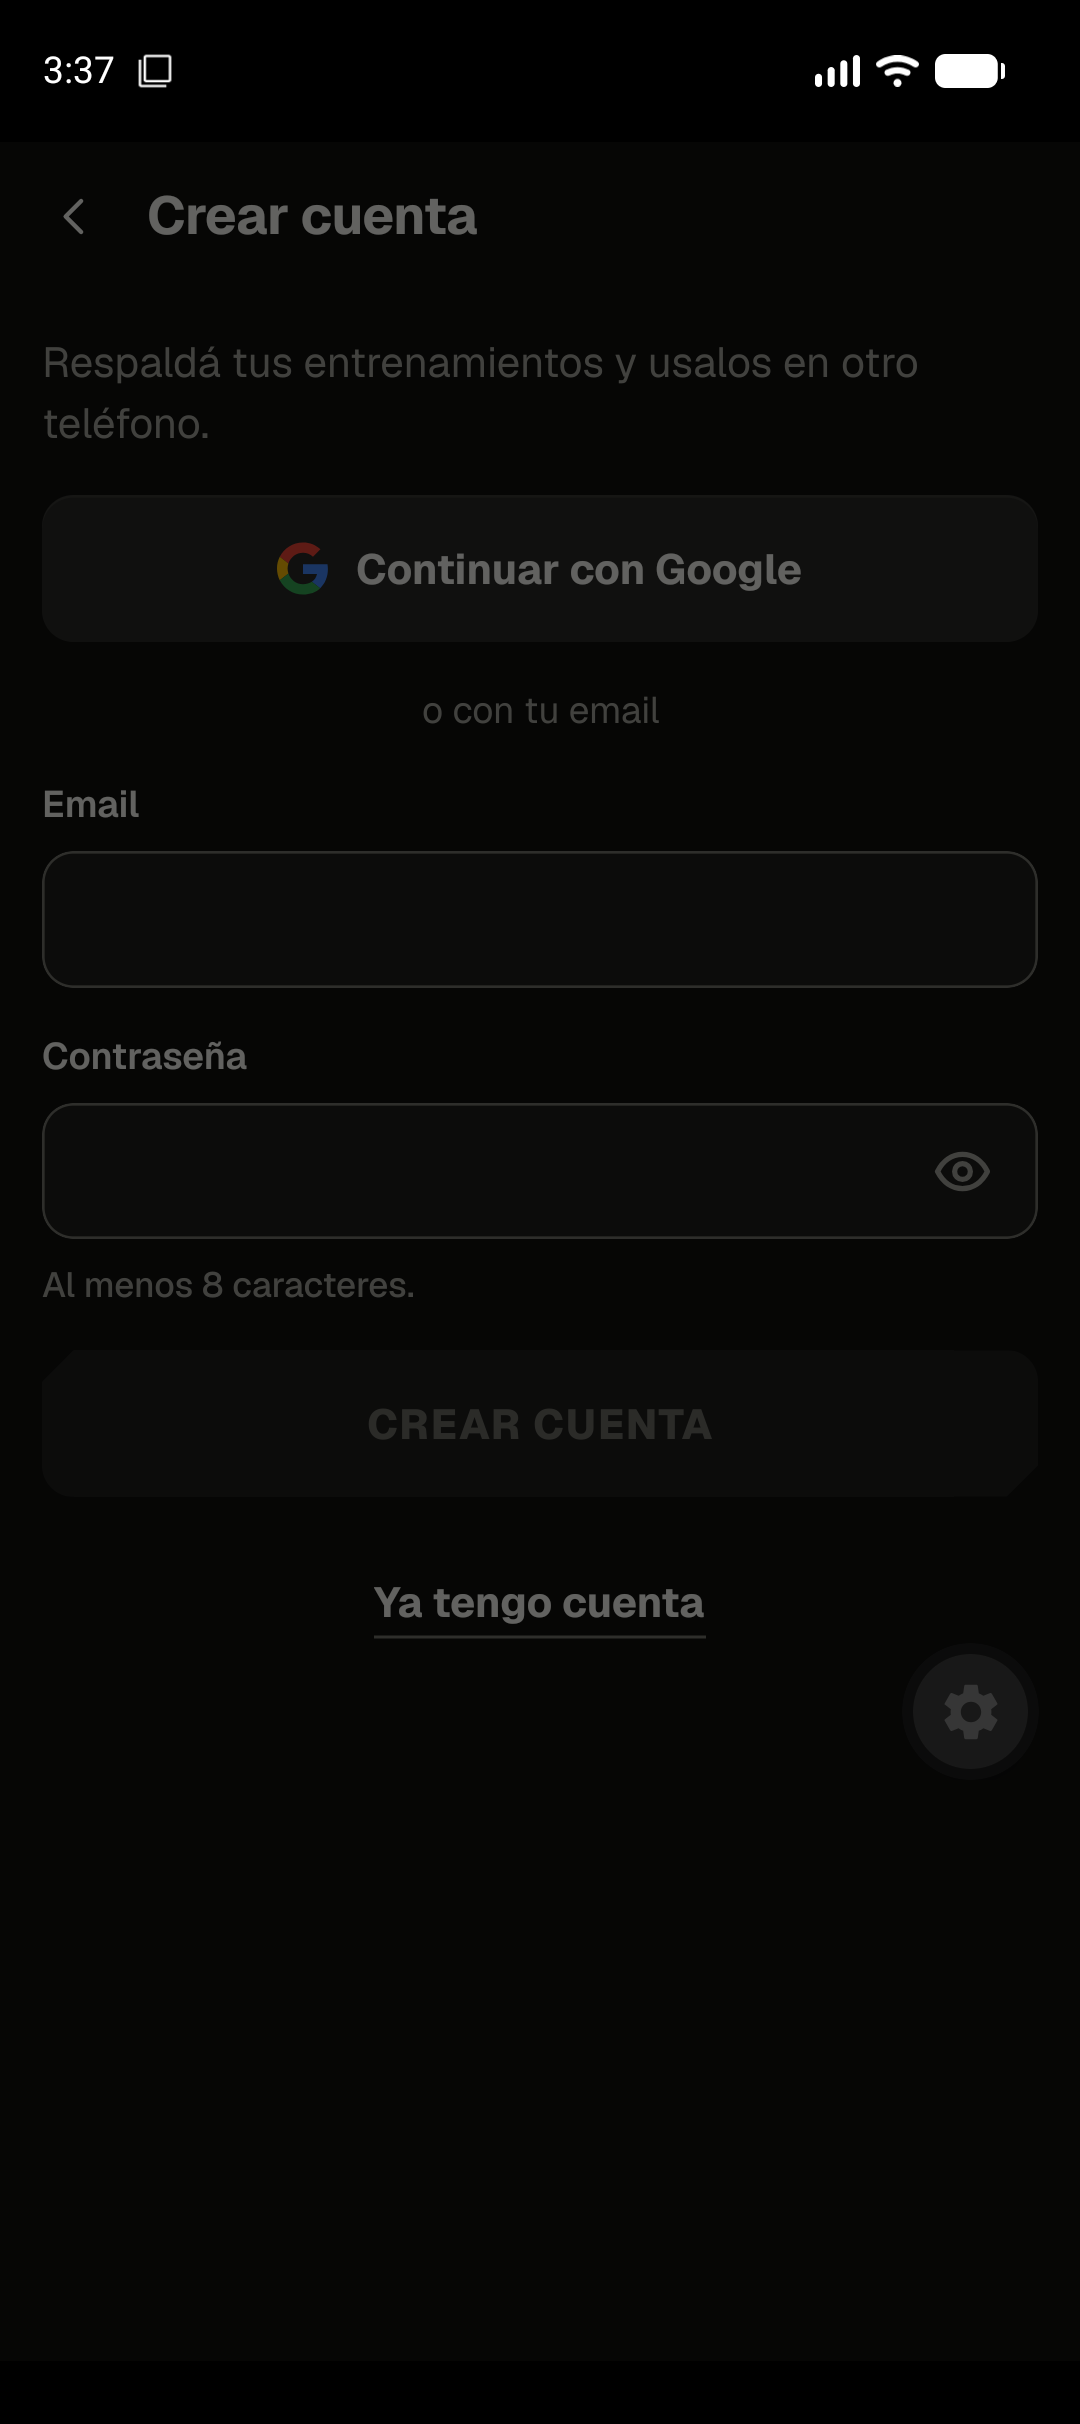 3:37
Crear cuenta
Respaldá tus entrenamientos y usalos en otro
teléfono.
Continuar con Google
o con tu email
Email
Contraseña
Al menos 8 caracteres.
CREAR CUENTA
Ya tengo cuenta